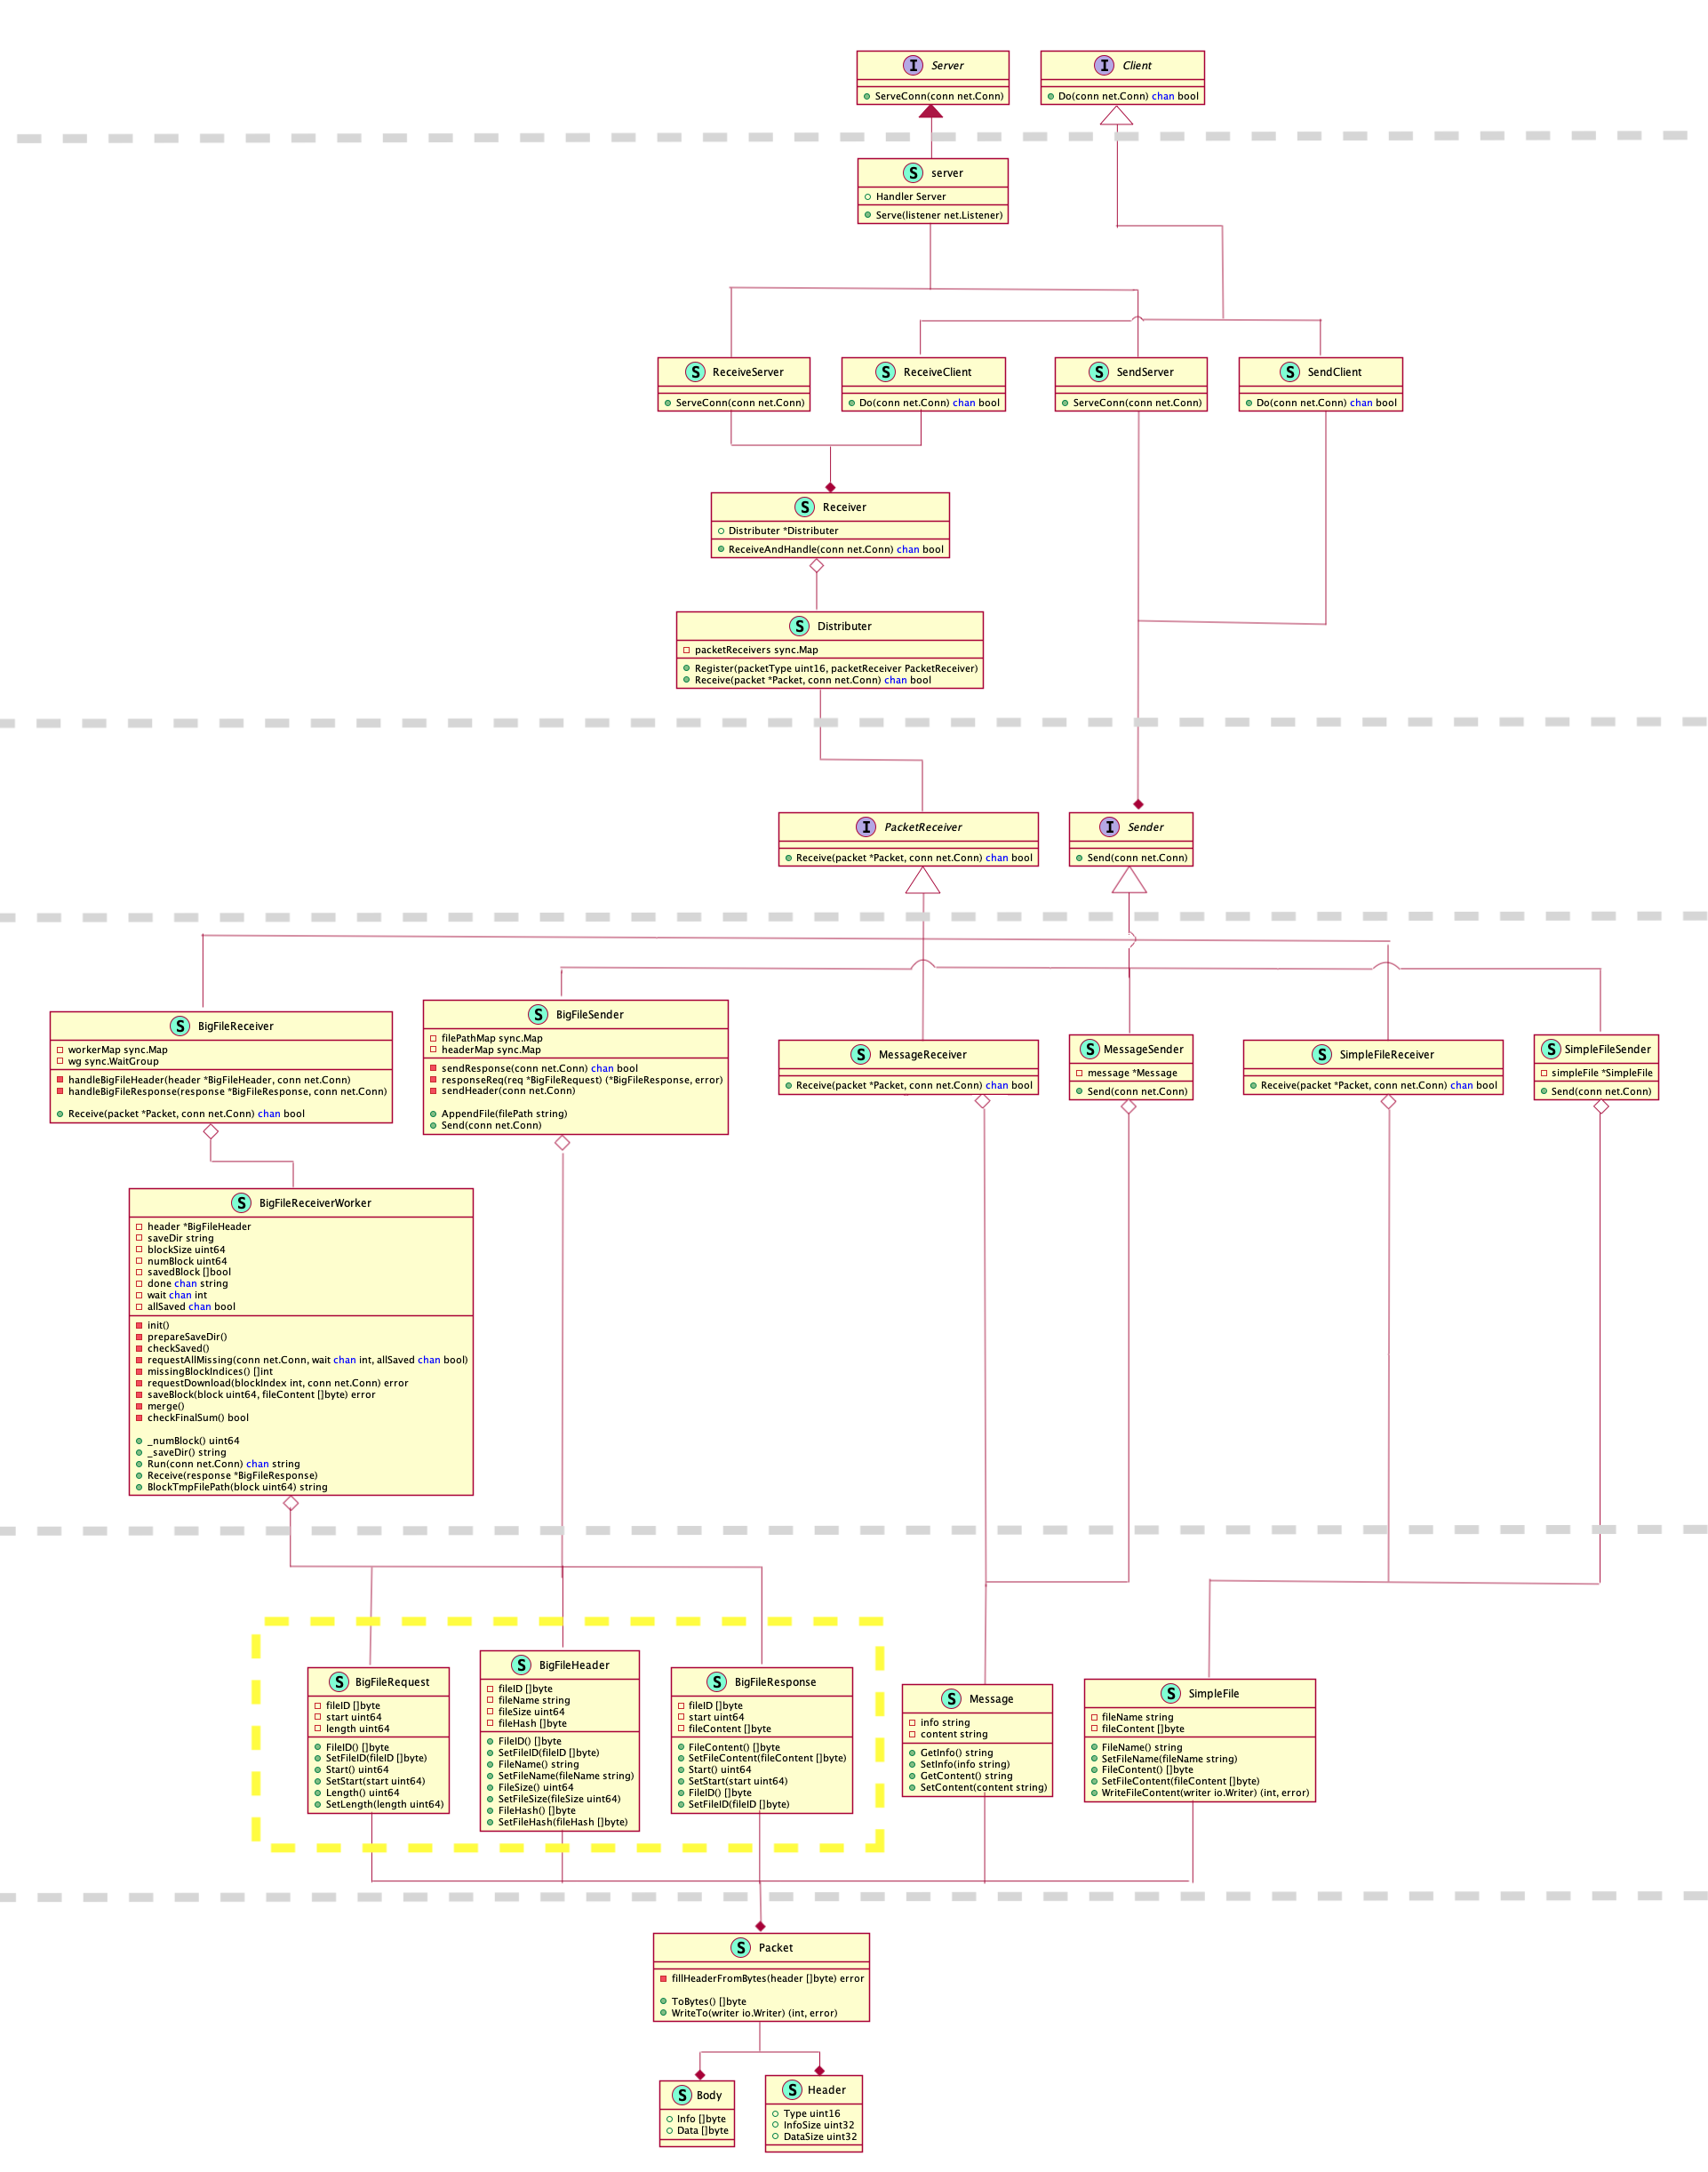 I Server
ServeConn(conn net.Conn)
I Client
Do(conn net.Conn) chan bool
S server
Handler Server
Serve(listener net.Listener)
S ReceiveServer
ServeConn(conn net.Conn)
S ReceiveClient
Do(conn net.Conn) chan bool
S SendServer
ServeConn(conn net.Conn)
S SendClient
Do(conn net.Conn) chan bool
S Receiver
Distributer *Distributer
ReceiveAndHandle(conn net.Conn) chan bool
S Distributer
packetReceivers sync.Map
Register(packetType uint16, packetReceiver PacketReceiver)
Receive(packet *Packet, conn net.Conn) chan bool
I PacketReceiver
Receive(packet *Packet, conn net.Conn) chan bool
I Sender
Send(conn net.Conn)
S BigFileReceiver
workerMap sync.Map
wg sync.WaitGroup
handleBigFileHeader(header *BigFileHeader, conn net.Conn)
handleBigFileResponse(response *BigFileResponse, conn net.Conn)
Receive(packet *Packet, conn net.Conn) chan bool
S BigFileSender
filePathMap sync.Map
headerMap sync.Map
sendResponse(conn net.Conn) chan bool
responseReq(req *BigFileRequest) (*BigFileResponse, error)
sendHeader(conn net.Conn)
AppendFile(filePath string)
Send(conn net.Conn)
S MessageReceiver
Receive(packet *Packet, conn net.Conn) chan bool
S MessageSender
message *Message
Send(conn net.Conn)
S SimpleFileReceiver
Receive(packet *Packet, conn net.Conn) chan bool
S SimpleFileSender
simpleFile *SimpleFile
Send(conn net.Conn)
S BigFileReceiverWorker
header *BigFileHeader
saveDir string
blockSize uint64
numBlock uint64
savedBlock []bool
done chan string
wait chan int
allSaved chan bool
init()
prepareSaveDir()
checkSaved()
requestAllMissing(conn net.Conn, wait chan int, allSaved chan bool)
missingBlockIndices() []int
requestDownload(blockIndex int, conn net.Conn) error
saveBlock(block uint64, fileContent []byte) error
merge()
checkFinalSum() bool
_numBlock() uint64
_saveDir() string
Run(conn net.Conn) chan string
Receive(response *BigFileResponse)
BlockTmpFilePath(block uint64) string
S BigFileRequest
fileID []byte
start uint64
length uint64
FileID() []byte
SetFileID(fileID []byte)
Start() uint64
SetStart(start uint64)
Length() uint64
SetLength(length uint64)
S BigFileHeader
fileID []byte
fileName string
fileSize uint64
fileHash []byte
FileID() []byte
SetFileID(fileID []byte)
FileName() string
SetFileName(fileName string)
FileSize() uint64
SetFileSize(fileSize uint64)
FileHash() []byte
SetFileHash(fileHash []byte)
S BigFileResponse
fileID []byte
start uint64
fileContent []byte
FileContent() []byte
SetFileContent(fileContent []byte)
Start() uint64
SetStart(start uint64)
FileID() []byte
SetFileID(fileID []byte)
S Message
info string
content string
GetInfo() string
SetInfo(info string)
GetContent() string
SetContent(content string)
S SimpleFile
fileName string
fileContent []byte
FileName() string
SetFileName(fileName string)
FileContent() []byte
SetFileContent(fileContent []byte)
WriteFileContent(writer io.Writer) (int, error)
S Packet
fillHeaderFromBytes(header []byte) error
ToBytes() []byte
WriteTo(writer io.Writer) (int, error)
S Body
Info []byte
Data []byte
S Header
Type uint16
InfoSize uint32
DataSize uint32